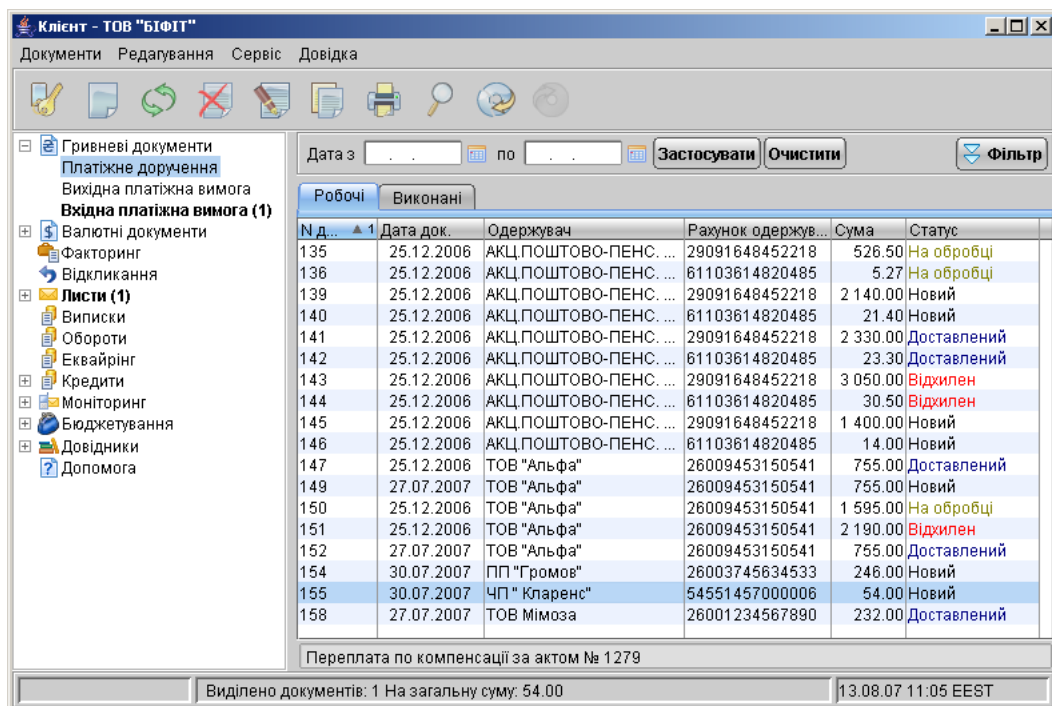 Клієнт - ТОВ "БІФІТ"
Документи Редагування Сервіс Довідка
Гривневі документи
Платіжне доручення
Вихідна платіжна вимога
Вхідна платіжна вимога (1)
Валютні документи
Факторинг
Відкликання
Листи (1)
Виписки
Обороти
Еквайрінг
Кредити
Моніторинг
Бюджетування
Довідники
Допомога
Дата з . . по . . Застосувати Очистити Фільтр
Робочі Виконані
N д... 1 Дата док. Одержувач Рахунок одержув... Сума Статус
135 25.12.2006 АКЦ.ПОШТОВО-ПЕНС. ... 29091648452218 526.50 На обробці
136 25.12.2006 АКЦ.ПОШТОВО-ПЕНС. ... 61103614820485 5.27 На обробці
139 25.12.2006 АКЦ.ПОШТОВО-ПЕНС. ... 29091648452218 2 140.00 Новий
140 25.12.2006 АКЦ.ПОШТОВО-ПЕНС. ... 61103614820485 21.40 Новий
141 25.12.2006 АКЦ.ПОШТОВО-ПЕНС. ... 29091648452218 2 330.00 Доставлений
142 25.12.2006 АКЦ.ПОШТОВО-ПЕНС. ... 61103614820485 23.30 Доставлений
143 25.12.2006 АКЦ.ПОШТОВО-ПЕНС. ... 29091648452218 3 050.00 Відхилен
144 25.12.2006 АКЦ.ПОШТОВО-ПЕНС. ... 61103614820485 30.50 Відхилен
145 25.12.2006 АКЦ.ПОШТОВО-ПЕНС. ... 29091648452218 1 400.00 Новий
146 25.12.2006 АКЦ.ПОШТОВО-ПЕНС. ... 61103614820485 14.00 Новий
147 25.12.2006 ТОВ "Альфа" 26009453150541 755.00 Доставлений
149 27.07.2007 ТОВ "Альфа" 26009453150541 755.00 Новий
150 25.12.2006 ТОВ "Альфа" 26009453150541 1 595.00 На обробці
151 25.12.2006 ТОВ "Альфа" 26009453150541 2 190.00 Відхилен
152 27.07.2007 ТОВ "Альфа" 26009453150541 755.00 Доставлений
154 30.07.2007 ПП "Громов" 26003745634533 246.00 Новий
155 30.07.2007 ЧП " Кларенс" 54551457000006 54.00 Новий
158 27.07.2007 ТОВ Мімоза 26001234567890 232.00 Доставлений
Переплата по компенсації за актом № 1279
Виділено документів: 1 На загальну суму: 54.00 13.08.07 11:05 EEST